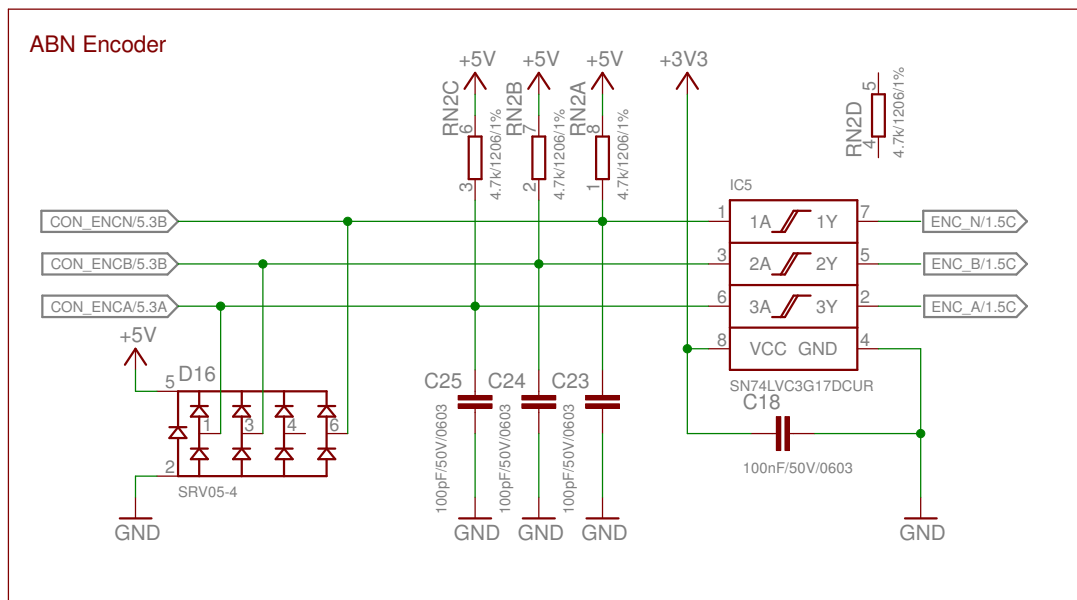 ABN Encoder
+5V
+5V
+5V
+3V3
RN2C
6
3
4.7k/1206/1%
RN2B
7
2
4.7k/1206/1%
RN2A
8
1
4.7k/1206/1%
RN2D
5
4
4.7k/1206/1%
IC5
CON_ENCN/5.3B
1
1A
1Y
7
ENC_N/1.5C
CON_ENCB/5.3B
3
2A
2Y
5
ENC_B/1.5C
CON_ENCA/5.3A
6
3A
3Y
2
ENC_A/1.5C
8
VCC
GND
4
SN74LVC3G17DCUR
+5V
D16
5
1
3
4
6
2
SRV05-4
C25
100pF/50V/0603
C24
100pF/50V/0603
C23
100pF/50V/0603
C18
100nF/50V/0603
GND
GND
GND
GND
GND